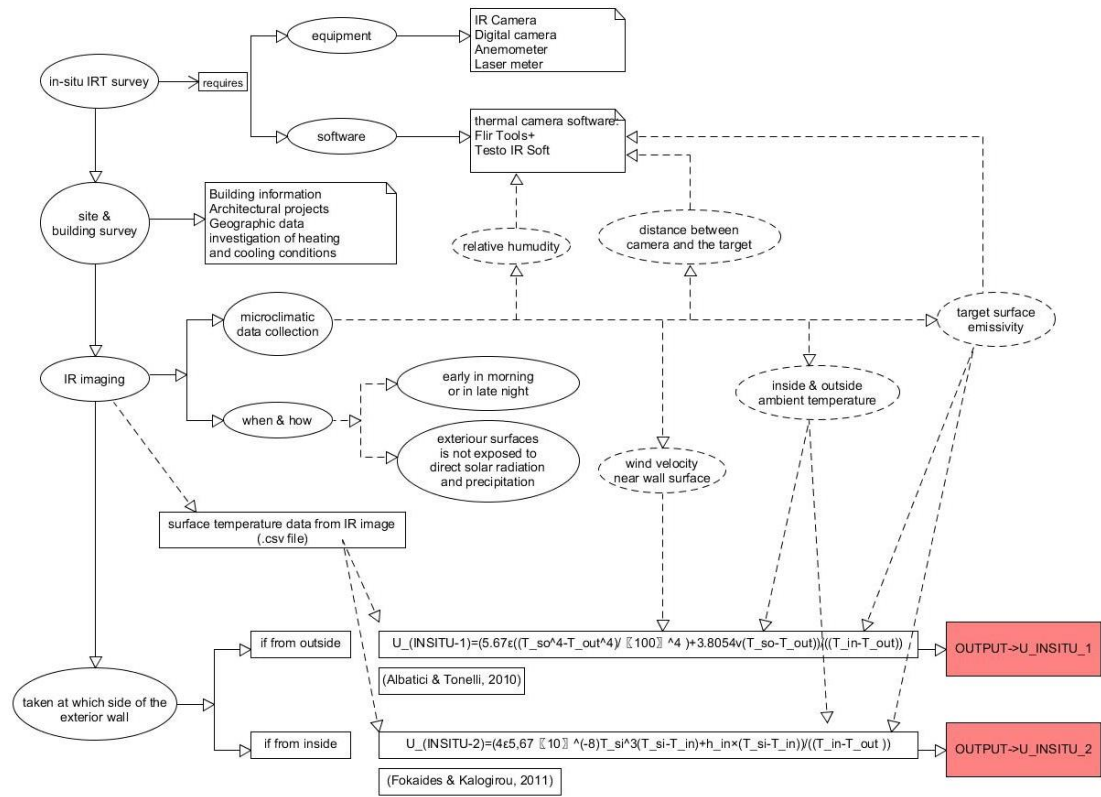 IR Camera
Digital camera
Anemometer
Laser meter
equipment
in-situ IRT survey
requires
software
thermal camera software:
Flir Tools+
Testo IR Soft
site &
building survey
Building information
Architectural projects
Geographic data
investigation of heating
and cooling conditions
relative humudity
distance between
camera and the target
microclimatic
data collection
target surface
emissivity
IR imaging
early in morning
or in late night
inside & outside
ambient temperature
when & how
exteriour surfaces
is not exposed to
direct solar radiation
and precipitation
wind velocity
near wall surface
surface temperature data from IR image
(.csv file)
if from outside
U_(INSITU-1)=(5.67ε((T_so^4-T_out^4)/〖100〗^4 )+3.8054v(T_so-T_out))/((T_in-T_out))
OUTPUT->U_INSITU_1
(Albatici & Tonelli, 2010)
taken at which side of the
exterior wall
if from inside
U_(INSITU-2)=(4ε5,67〖10〗^(-8)T_si^3(T_si-T_in)+h_in×(T_si-T_in))/((T_in-T_out ))
OUTPUT->U_INSITU_2
(Fokaides & Kalogirou, 2011)